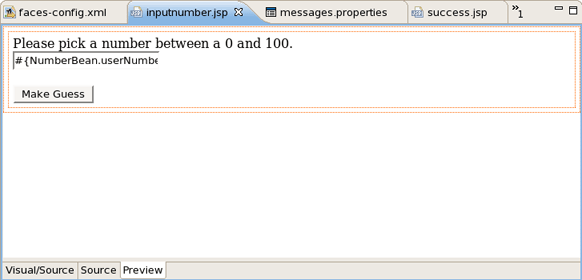 faces-config.xml inputnumber.jsp messages.properties success.jsp »1
Please pick a number between a 0 and 100.
#{NumberBean.userNumbe
Make Guess
Visual/Source Source Preview